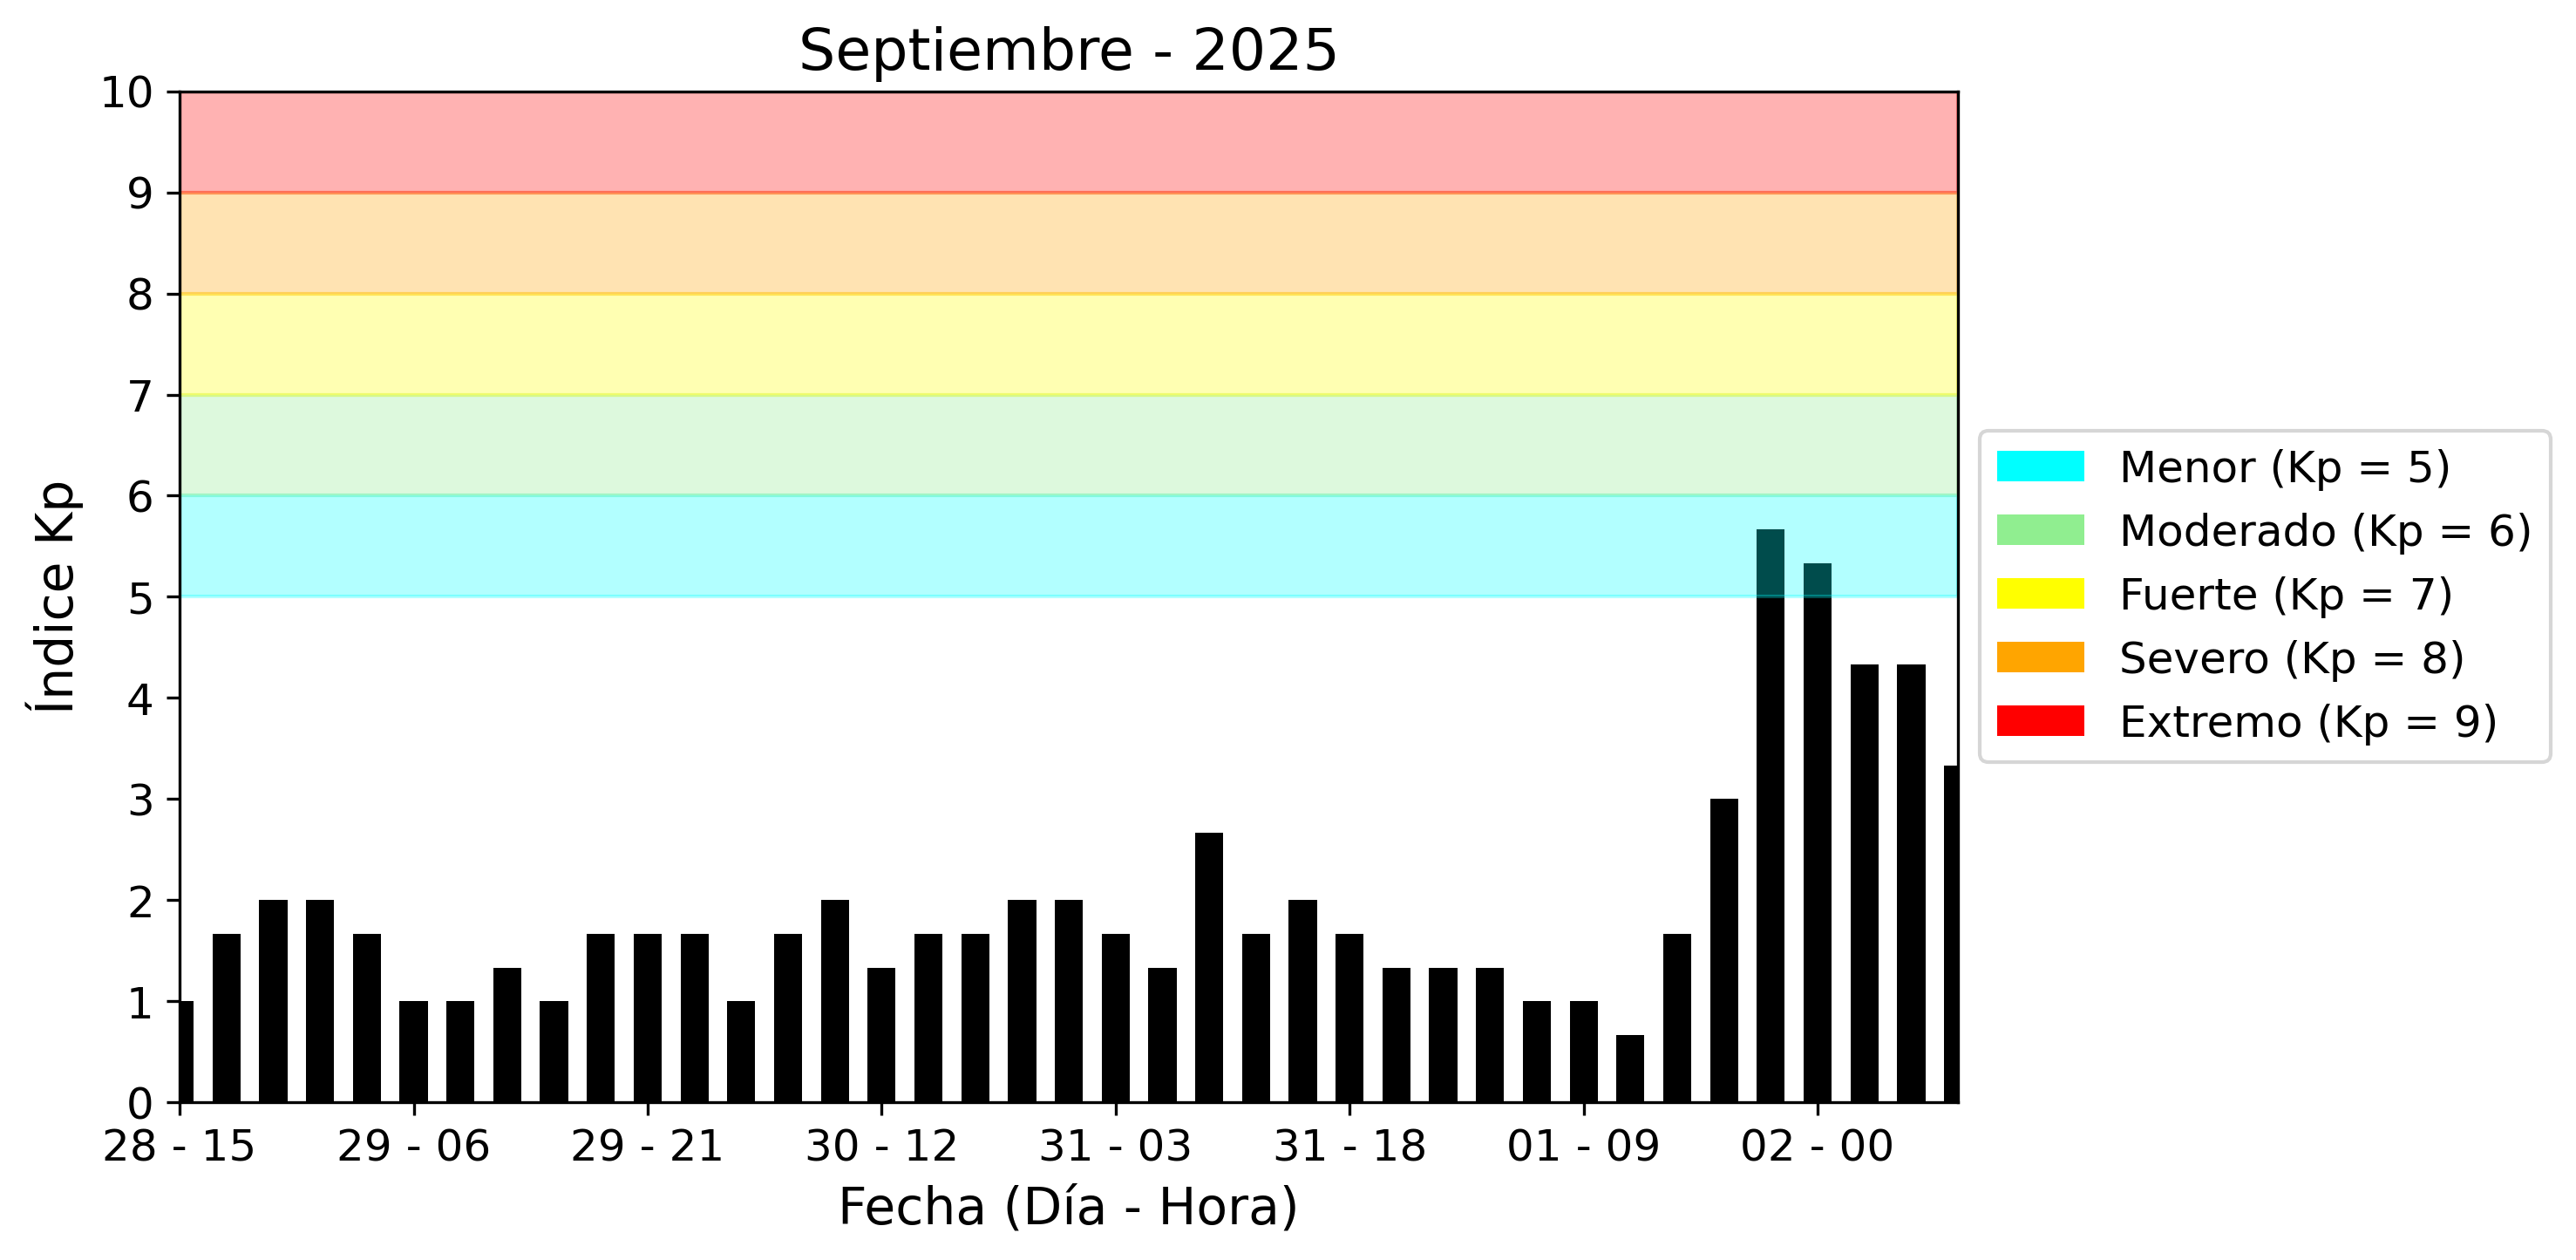 Septiembre - 2025
10
9
8
7
6
5
4
3
2
1
0
Índice Kp
28 - 15
29 - 06
29 - 21
30 - 12
31 - 03
31 - 18
01 - 09
02 - 00
Fecha (Día - Hora)
Menor (Kp = 5)
Moderado (Kp = 6)
Fuerte (Kp = 7)
Severo (Kp = 8)
Extremo (Kp = 9)